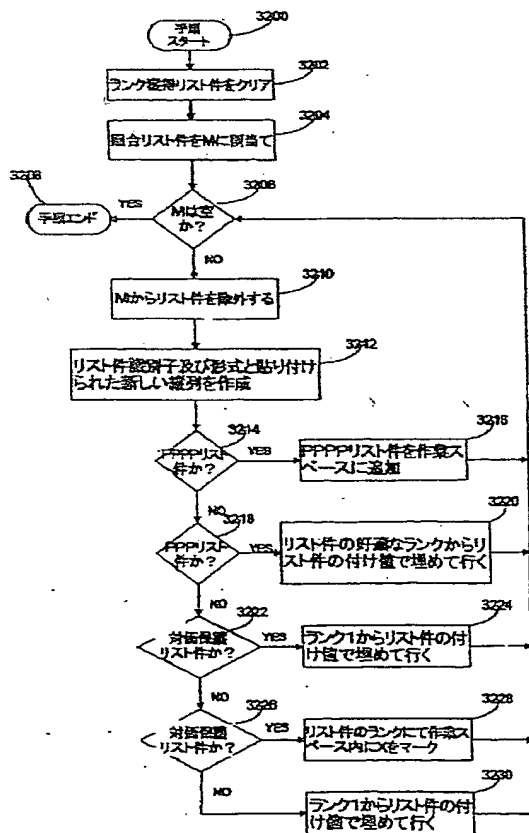 3200
手順
スタート
3202
ランク獲得リスト件をクリア
3204
競合リスト件をMに割当て
3206
Mは空
か?
YES
3208
手順エンド
NO
3210
Mからリスト件を除外する
3212
リスト件識別子及び形式と貼り付け
られた新しい縦列を作成
3214
PPPPリスト
件か?
YES
3216
PPPPリスト件を作業ス
ペースに追加
NO
3218
PPPリスト
件か?
YES
3220
リスト件の好適なランクからリ
スト件の付け値で埋めて行く
NO
3222
対価保護
リスト件か?
YES
3224
ランク1からリスト件の付け
値で埋めて行く
NO
3226
対価保護
リスト件か?
YES
3228
リスト件のランクにて作業ス
ペース内にXをマーク
NO
3230
ランク1からリスト件の付
け値で埋めて行く